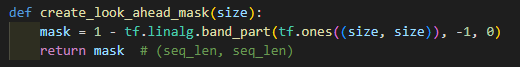 def create_look_ahead_mask(size):
    mask = 1 - tf.linalg.band_part(tf.ones((size, size)), -1, 0)
    return mask  # (seq_len, seq_len)